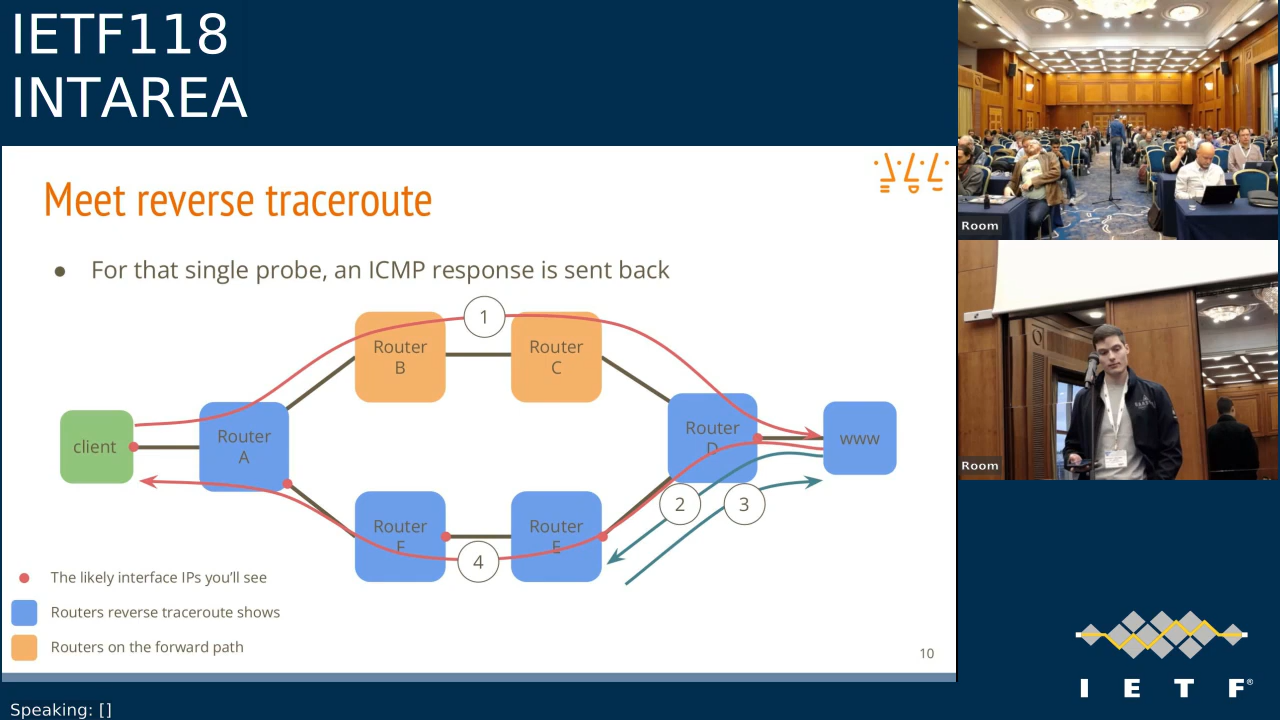 IETF118
INTAREA
Meet reverse traceroute
● For that single probe, an ICMP response is sent back
1
Router
B
Router
C
client
Router
A
Router
D
www
2
3
Router
F
Router
E
4
The likely interface IPs you'll see
Routers reverse traceroute shows
Routers on the forward path
10
Room
Room
I E T F®
Speaking: []